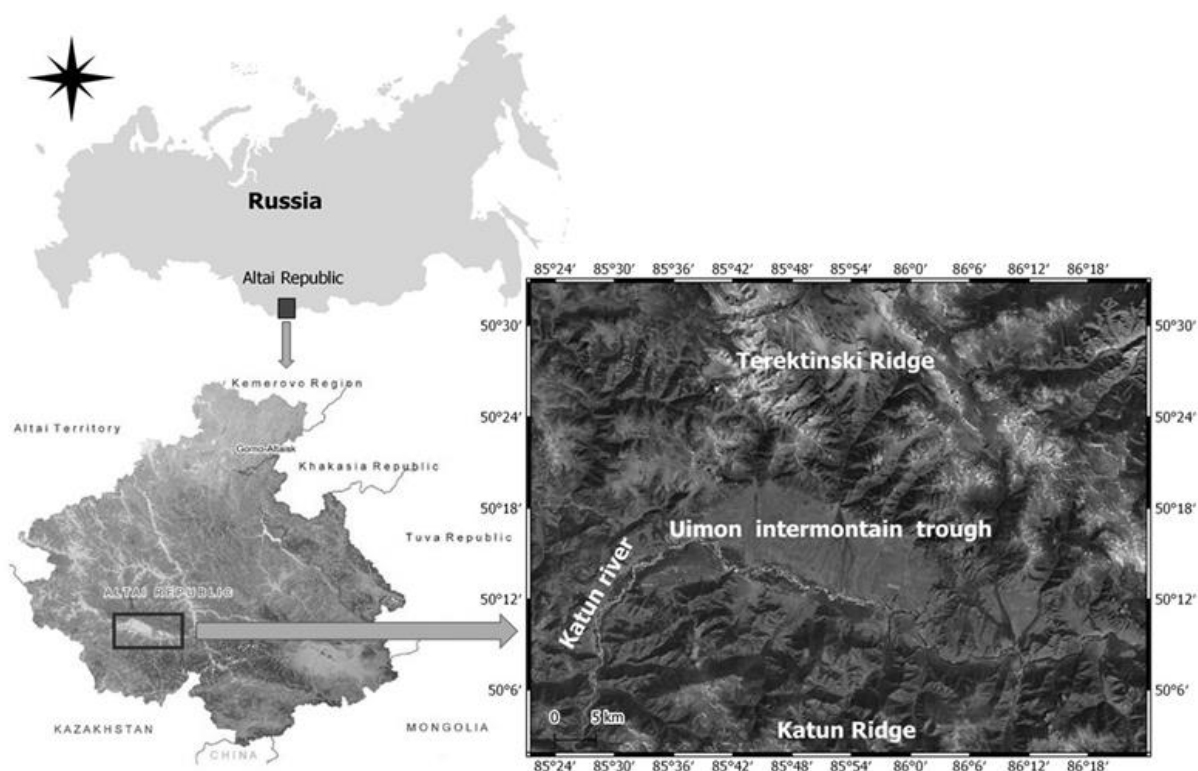 Russia
Altai Republic
Kemerovo Region
Altai Territory
Gorno-Altaisk
Khakasia Republic
Tuva Republic
ALTAI REPUBLIC
KAZAKHSTAN
MONGOLIA
CHINA
85°24′ 85°30′ 85°36′ 85°42′ 85°48′ 85°54′ 86°0′ 86°6′ 86°12′ 86°18′
50°30′ 50°30′
Terektinski Ridge
50°24′ 50°24′
50°18′ 50°18′
Uimon intermontain trough
Katun river
50°12′ 50°12′
50°6′ 50°6′
0 5 km
Katun Ridge
85°24′ 85°30′ 85°36′ 85°42′ 85°48′ 85°54′ 86°0′ 86°6′ 86°12′ 86°18′